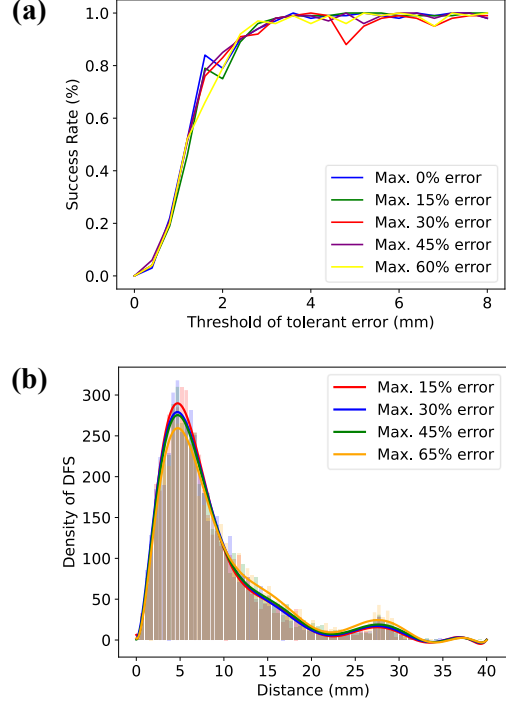 (a)
Success Rate (%)
1.0
0.8
0.6
0.4
0.2
0.0
Max. 0% error
Max. 15% error
Max. 30% error
Max. 45% error
Max. 60% error
0 2 4 6 8
Threshold of tolerant error (mm)
(b)
Density of DFS
300
250
200
150
100
50
0
Max. 15% error
Max. 30% error
Max. 45% error
Max. 65% error
0 5 10 15 20 25 30 35 40
Distance (mm)